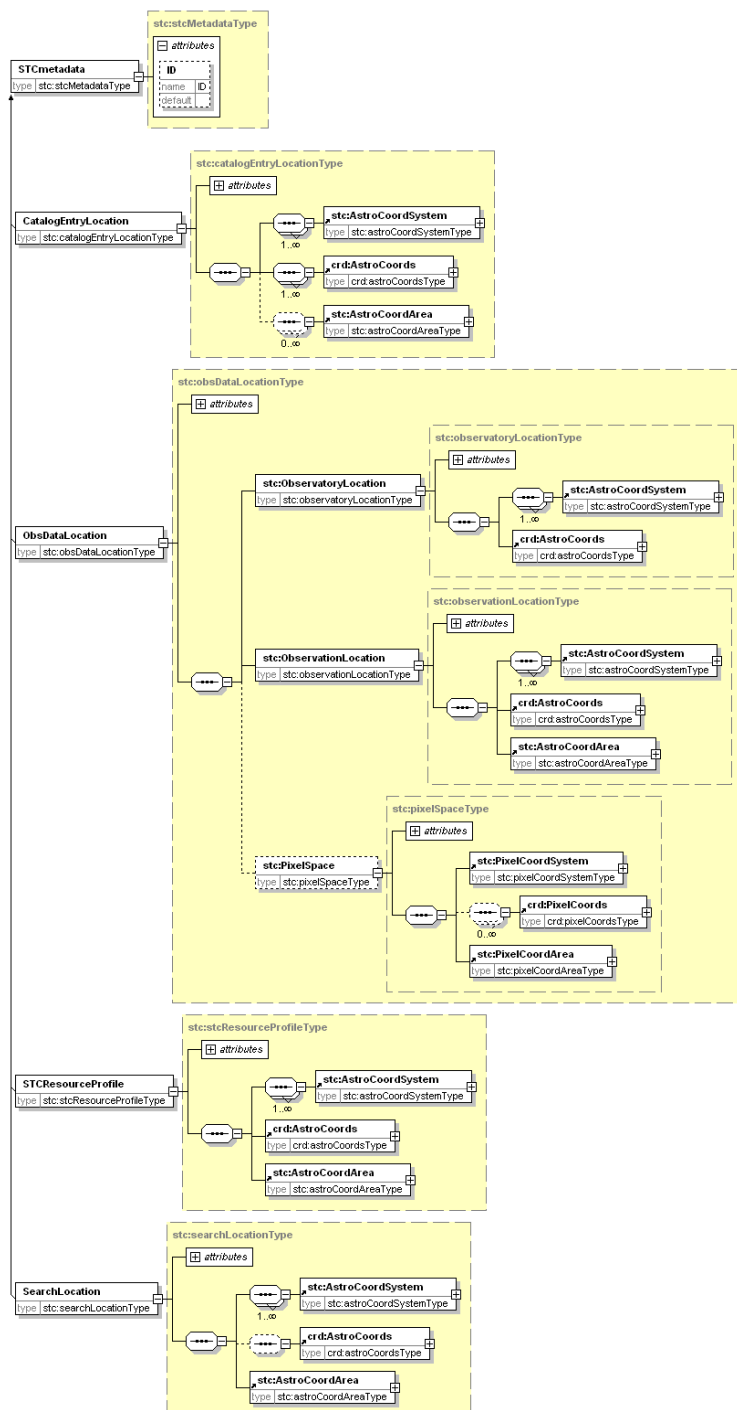 stc:stcMetadataType
attributes
STCmetadata
type stc:stcMetadataType
ID
name ID
default
stc:catalogEntryLocationType
attributes
CatalogEntryLocation
type stc:catalogEntryLocationType
stc:AstroCoordSystem
type stc:astroCoordSystemType
1..∞
crd:AstroCoords
type crd:astroCoordsType
1..∞
stc:AstroCoordArea
type stc:astroCoordAreaType
0..∞
stc:obsDataLocationType
attributes
ObsDataLocation
type stc:obsDataLocationType
stc:observatoryLocationType
attributes
stc:ObservatoryLocation
type stc:observatoryLocationType
stc:AstroCoordSystem
type stc:astroCoordSystemType
1..∞
crd:AstroCoords
type crd:astroCoordsType
stc:observationLocationType
attributes
stc:ObservationLocation
type stc:observationLocationType
stc:AstroCoordSystem
type stc:astroCoordSystemType
1..∞
crd:AstroCoords
type crd:astroCoordsType
stc:AstroCoordArea
type stc:astroCoordAreaType
stc:pixelSpaceType
attributes
stc:PixelSpace
type stc:pixelSpaceType
stc:PixelCoordSystem
type stc:pixelCoordSystemType
crd:PixelCoords
type crd:pixelCoordsType
0..∞
stc:PixelCoordArea
type stc:pixelCoordAreaType
stc:stcResourceProfileType
attributes
STCResourceProfile
type stc:stcResourceProfileType
stc:AstroCoordSystem
type stc:astroCoordSystemType
1..∞
crd:AstroCoords
type crd:astroCoordsType
stc:AstroCoordArea
type stc:astroCoordAreaType
stc:searchLocationType
attributes
SearchLocation
type stc:searchLocationType
stc:AstroCoordSystem
type stc:astroCoordSystemType
1..∞
crd:AstroCoords
type crd:astroCoordsType
stc:AstroCoordArea
type stc:astroCoordAreaType